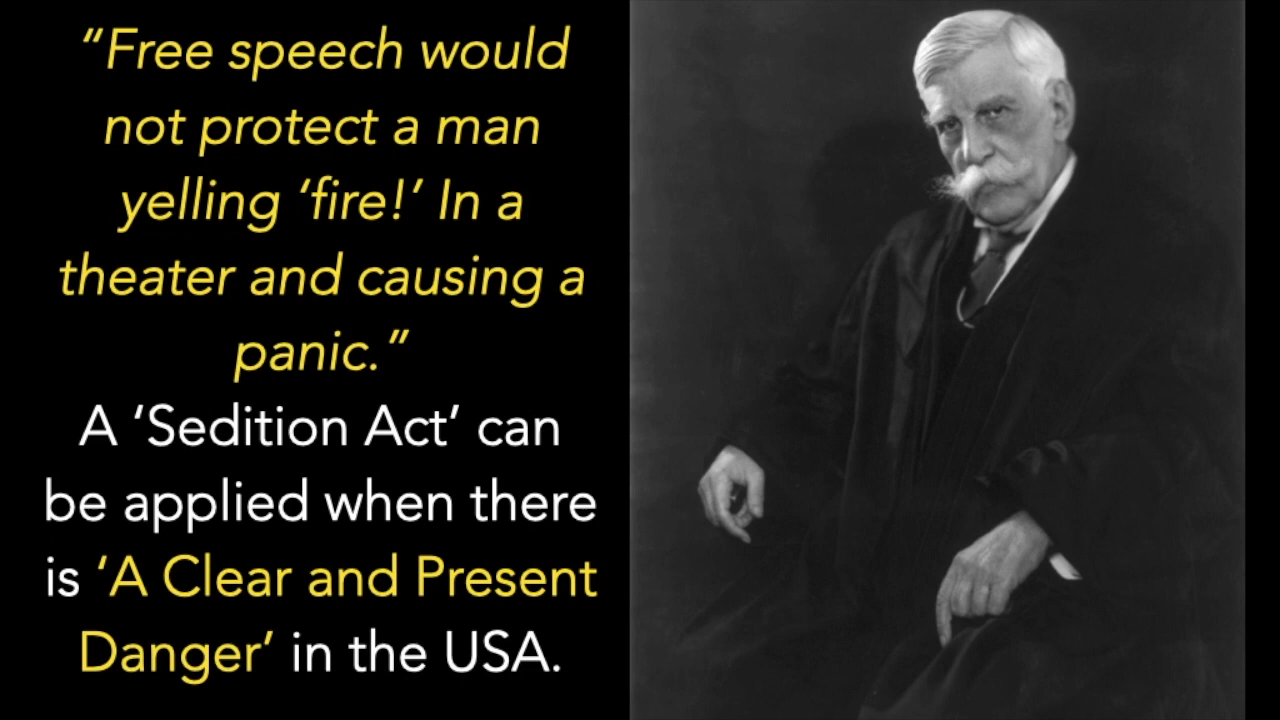 “Free speech would
not protect a man
yelling ‘fire!’ In a
theater and causing a
panic.”
A ‘Sedition Act’ can
be applied when there
is ‘A Clear and Present
Danger’ in the USA.